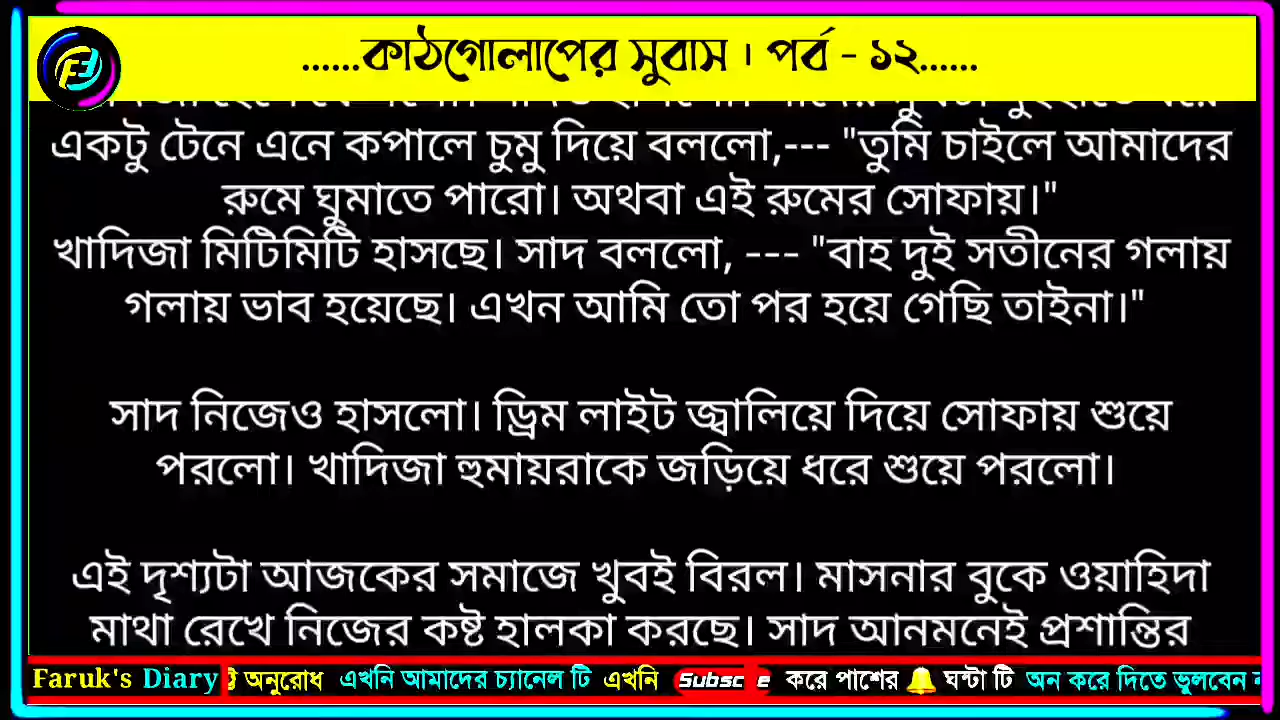 ......কাঠগোলাপের সুবাস । পর্ব - ১২......
একটু টেনে এনে কপালে চুমু দিয়ে বললো,--- "তুমি চাইলে আমাদের
রুমে ঘুমাতে পারো। অথবা এই রুমের সোফায়।"
খাদিজা মিটিমিটি হাসছে। সাদ বললো, --- "বাহ দুই সতীনের গলায়
গলায় ভাব হয়েছে। এখন আমি তো পর হয়ে গেছি তাইনা।"
সাদ নিজেও হাসলো। ড্রিম লাইট জ্বালিয়ে দিয়ে সোফায় শুয়ে
পরলো। খাদিজা হুমায়রাকে জড়িয়ে ধরে শুয়ে পরলো।
এই দৃশ্যটা আজকের সমাজে খুবই বিরল। মাসনার বুকে ওয়াহিদা
মাথা রেখে নিজের কষ্ট হালকা করছে। সাদ আনমনেই প্রশান্তির
Faruk's Diary অনুরোধ এখনি আমাদের চ্যানেল টি এখনি করে পাশের 🔔 ঘন্টা টি অন করে দিতে ভুলবেন